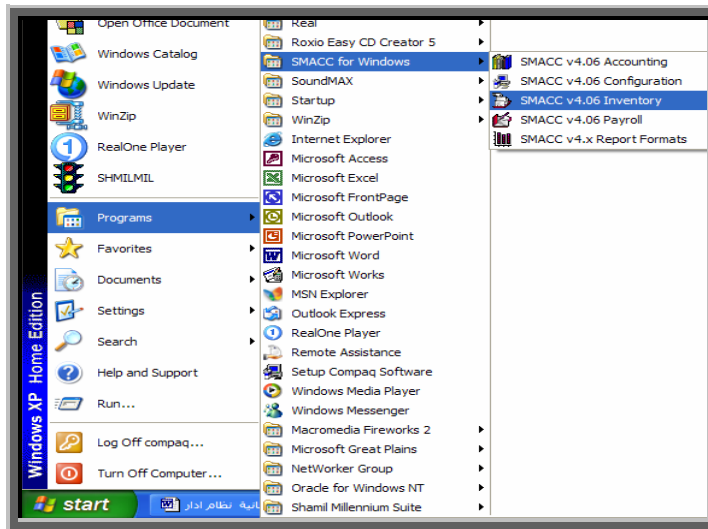 Open Office Document
Windows Catalog
Windows Update
WinZip
RealOne Player
SHMILMIL
Programs
Favorites
Documents
Settings
Search
Help and Support
Run...
Log Off compaq...
Turn Off Computer...
Windows XP Home Edition
start
انية نظام ادار
Real
Roxio Easy CD Creator 5
SMACC for Windows
SoundMAX
Startup
WinZip
Internet Explorer
Microsoft Access
Microsoft Excel
Microsoft FrontPage
Microsoft Outlook
Microsoft PowerPoint
Microsoft Word
Microsoft Works
MSN Explorer
Outlook Express
RealOne Player
Remote Assistance
Setup Compaq Software
Windows Media Player
Windows Messenger
Macromedia Fireworks 2
Microsoft Great Plains
NetWorker Group
Oracle for Windows NT
Shamil Millennium Suite
SMACC v4.06 Accounting
SMACC v4.06 Configuration
SMACC v4.06 Inventory
SMACC v4.06 Payroll
SMACC v4.x Report Formats